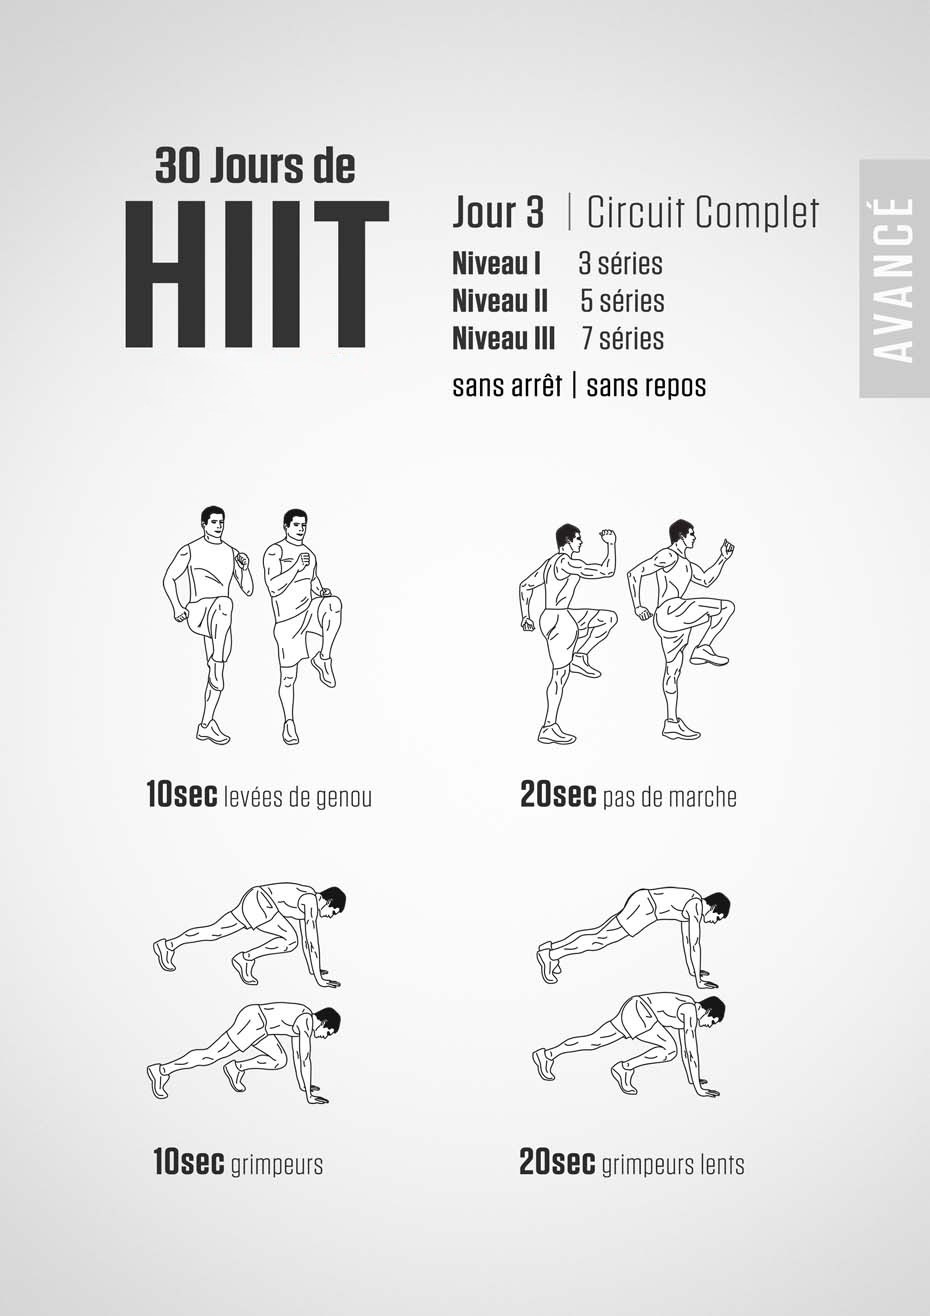 30 Jours de
HIIT
Jour 3 | Circuit Complet
Niveau I 3 séries
Niveau II 5 séries
Niveau III 7 séries
sans arrêt | sans repos
AVANCÉ
10sec levées de genou
20sec pas de marche
10sec grimpeurs
20sec grimpeurs lents